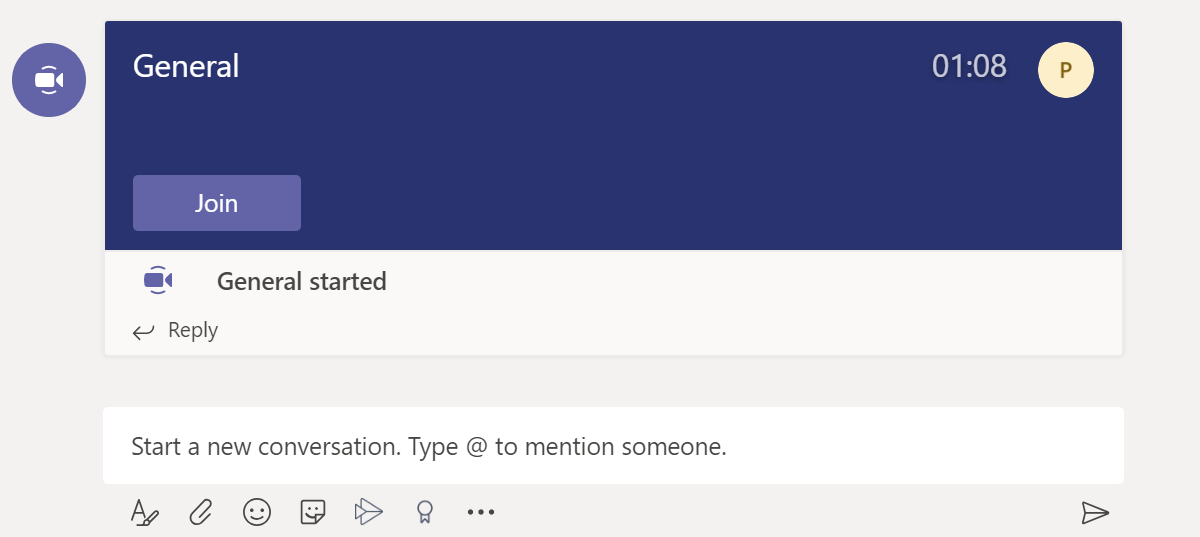 General
01:08
P
Join
General started
Reply
Start a new conversation. Type @ to mention someone.